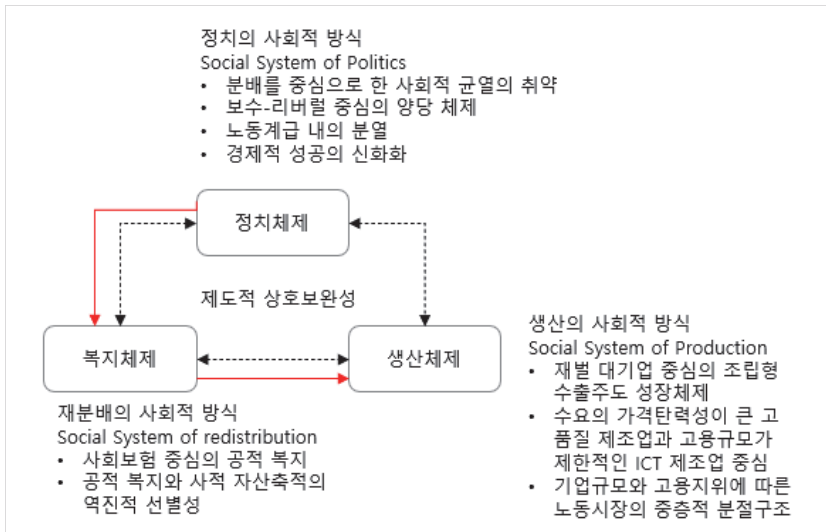 정치의 사회적 방식
Social System of Politics
• 분배를 중심으로 한 사회적 균열의 취약
• 보수-리버럴 중심의 양당 체제
• 노동계급 내의 분열
• 경제적 성공의 신화화
정치체제
제도적 상호보완성
복지체제
생산체제
재분배의 사회적 방식
Social System of redistribution
• 사회보험 중심의 공적 복지
• 공적 복지와 사적 자산축적의
역진적 선별성
생산의 사회적 방식
Social System of Production
• 재벌 대기업 중심의 조립형
수출주도 성장체제
• 수요의 가격탄력성이 큰 고
품질 제조업과 고용규모가
제한적인 ICT 제조업 중심
• 기업규모와 고용지위에 따른
노동시장의 중층적 분절구조